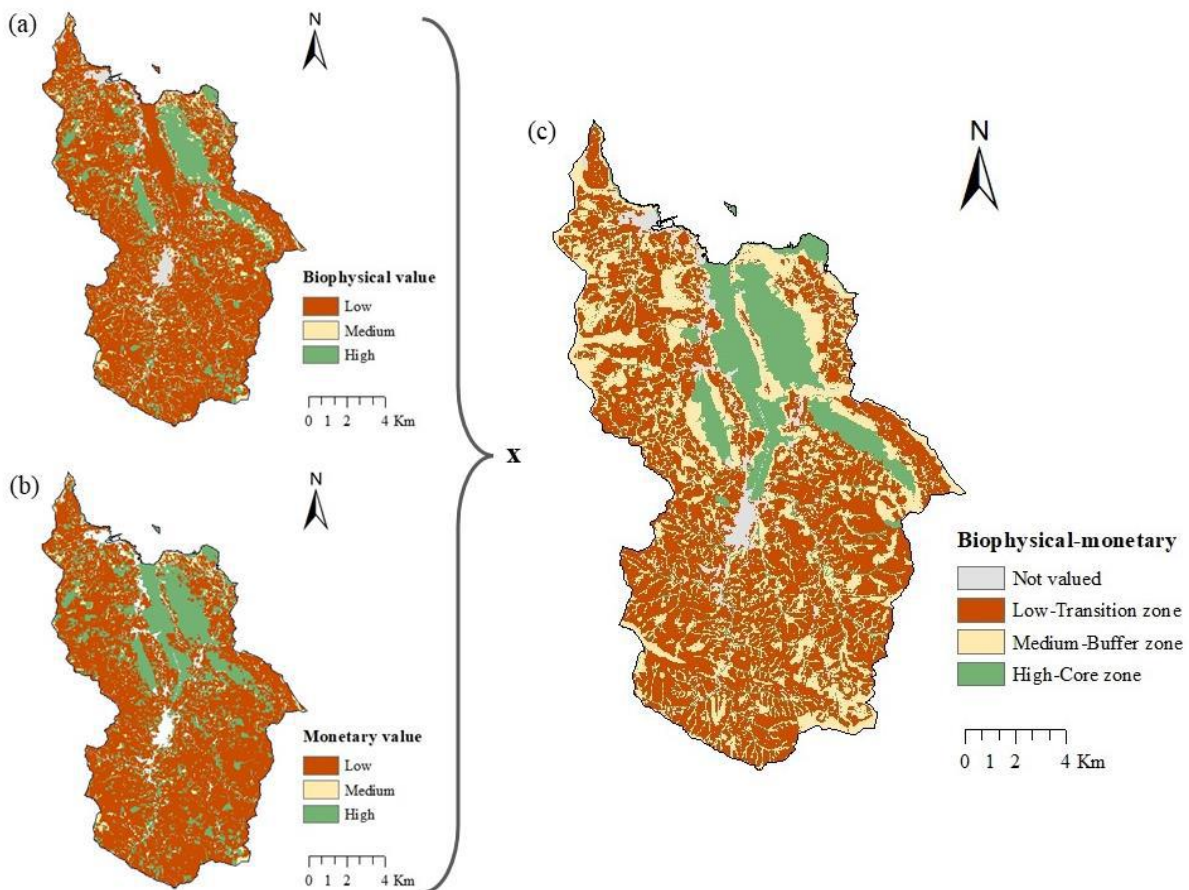 (a)
N
Biophysical value
Low
Medium
High
0 1 2 4 Km
(b)
N
Monetary value
Low
Medium
High
0 1 2 4 Km
x
(c)
N
Biophysical-monetary
Not valued
Low-Transition zone
Medium-Buffer zone
High-Core zone
0 1 2 4 Km